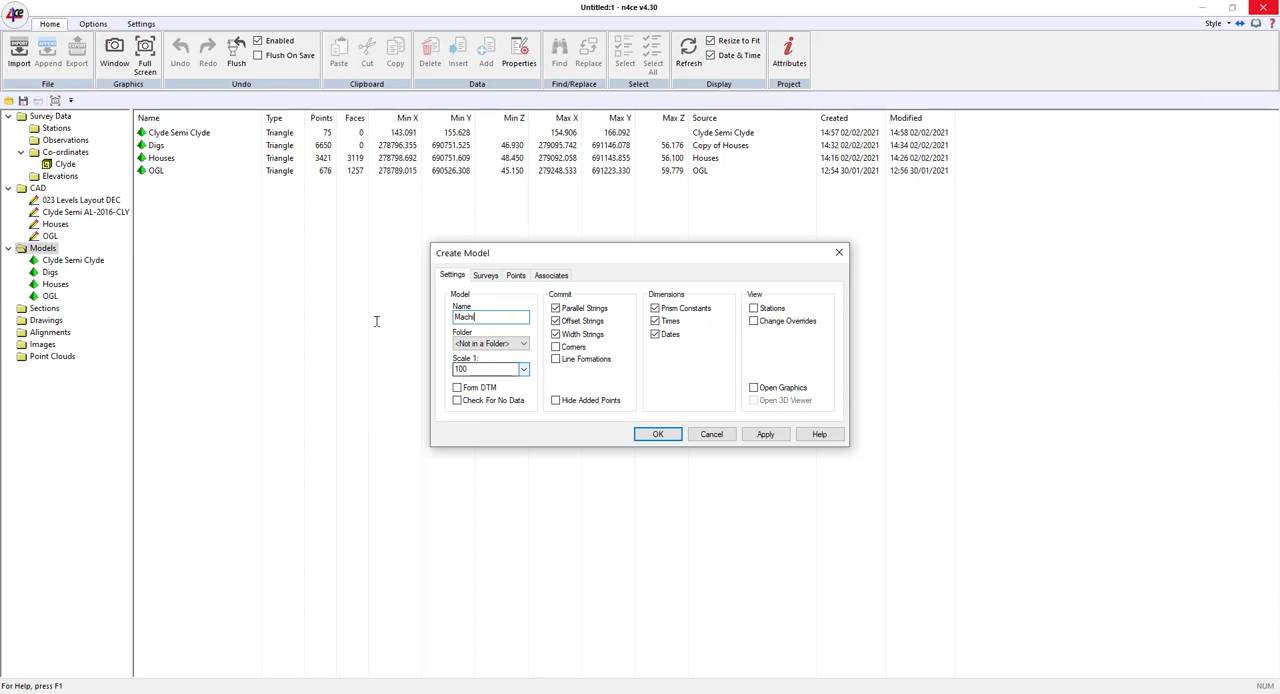 Untitled:1 - n4ce v4.30
4ce
Home Options Settings
Style
Import Append Export
File
Window Full Screen
Graphics
Undo Redo Flush Enabled
Flush On Save
Undo
Paste Cut Copy
Clipboard
Delete Insert Add Properties
Data
Find Replace
Find/Replace
Select Select All
Select
Refresh Resize to Fit
Date & Time
Display
Attributes
Project
Survey Data
Stations
Observations
Co-ordinates
Clyde
Elevations
CAD
023 Levels Layout DEC
Clyde Semi AL-2016-CLY
Houses
OGL
Models
Clyde Semi Clyde
Digs
Houses
OGL
Sections
Drawings
Alignments
Images
Point Clouds
Name Type Points Faces Min X Min Y Min Z Max X Max Y Max Z Source Created Modified
Clyde Semi Clyde Triangle 75 0 143.091 155.628 154.906 166.092 Clyde Semi Clyde 14:57 02/02/2021 14:58 02/02/2021
Digs Triangle 6650 0 278796.355 690751.525 46.930 279095.742 691146.078 56.176 Copy of Houses 14:32 02/02/2021 14:34 02/02/2021
Houses Triangle 3421 3119 278798.692 690751.609 48.450 279092.058 691143.855 56.100 Houses 14:16 02/02/2021 14:26 02/02/2021
OGL Triangle 676 1257 278789.015 690526.308 45.150 279248.533 691223.330 59.779 OGL 12:54 30/01/2021 12:56 30/01/2021
Create Model
Settings Surveys Points Associates
Model
Name
Machi
Folder
<Not in a Folder>
Scale 1:
100
Form DTM
Check For No Data
Commit
Parallel Strings
Offset Strings
Width Strings
Corners
Line Formations
Hide Added Points
Dimensions
Prism Constants
Times
Dates
View
Stations
Change Overrides
Open Graphics
Open 3D Viewer
OK Cancel Apply Help
For Help, press F1
NUM